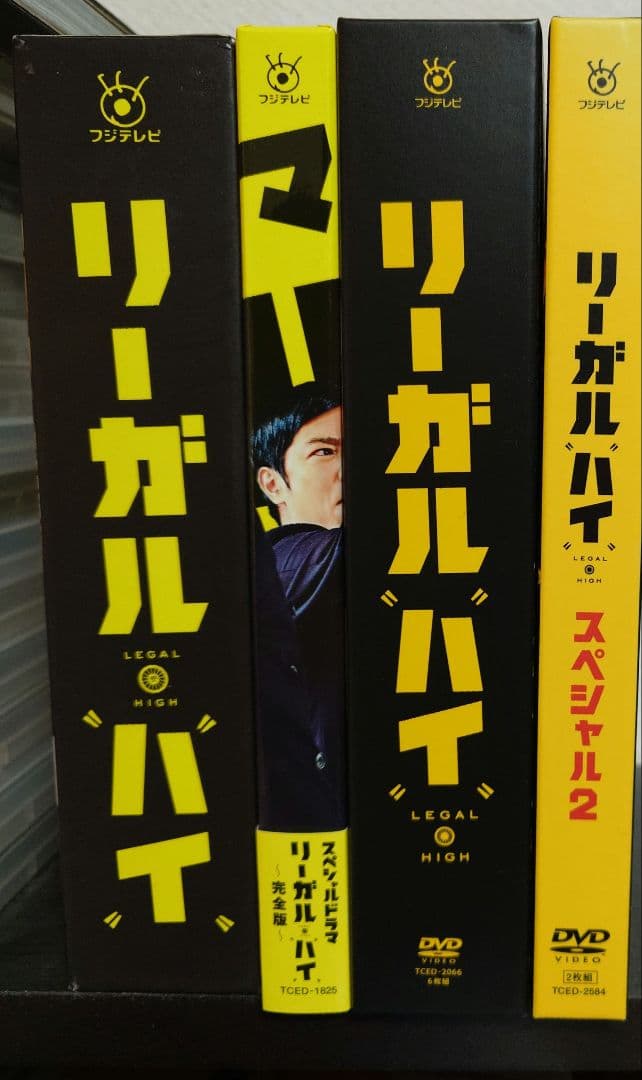 フジテレビ
リーガル
LEGAL
HIGH
"ハイ"
フジテレビ
マー
スペシャルドラマ
リーガル・ハイ
～完全版～
TCED-1825
フジテレビ
リーガル"ハイ"
LEGAL
HIGH
DVD
VIDEO
TCED-2066
6枚組
フジテレビ
リーガル"ハイ"
LEGAL
HIGH
スペシャル2
DVD
VIDEO
2枚組
TCED-2584